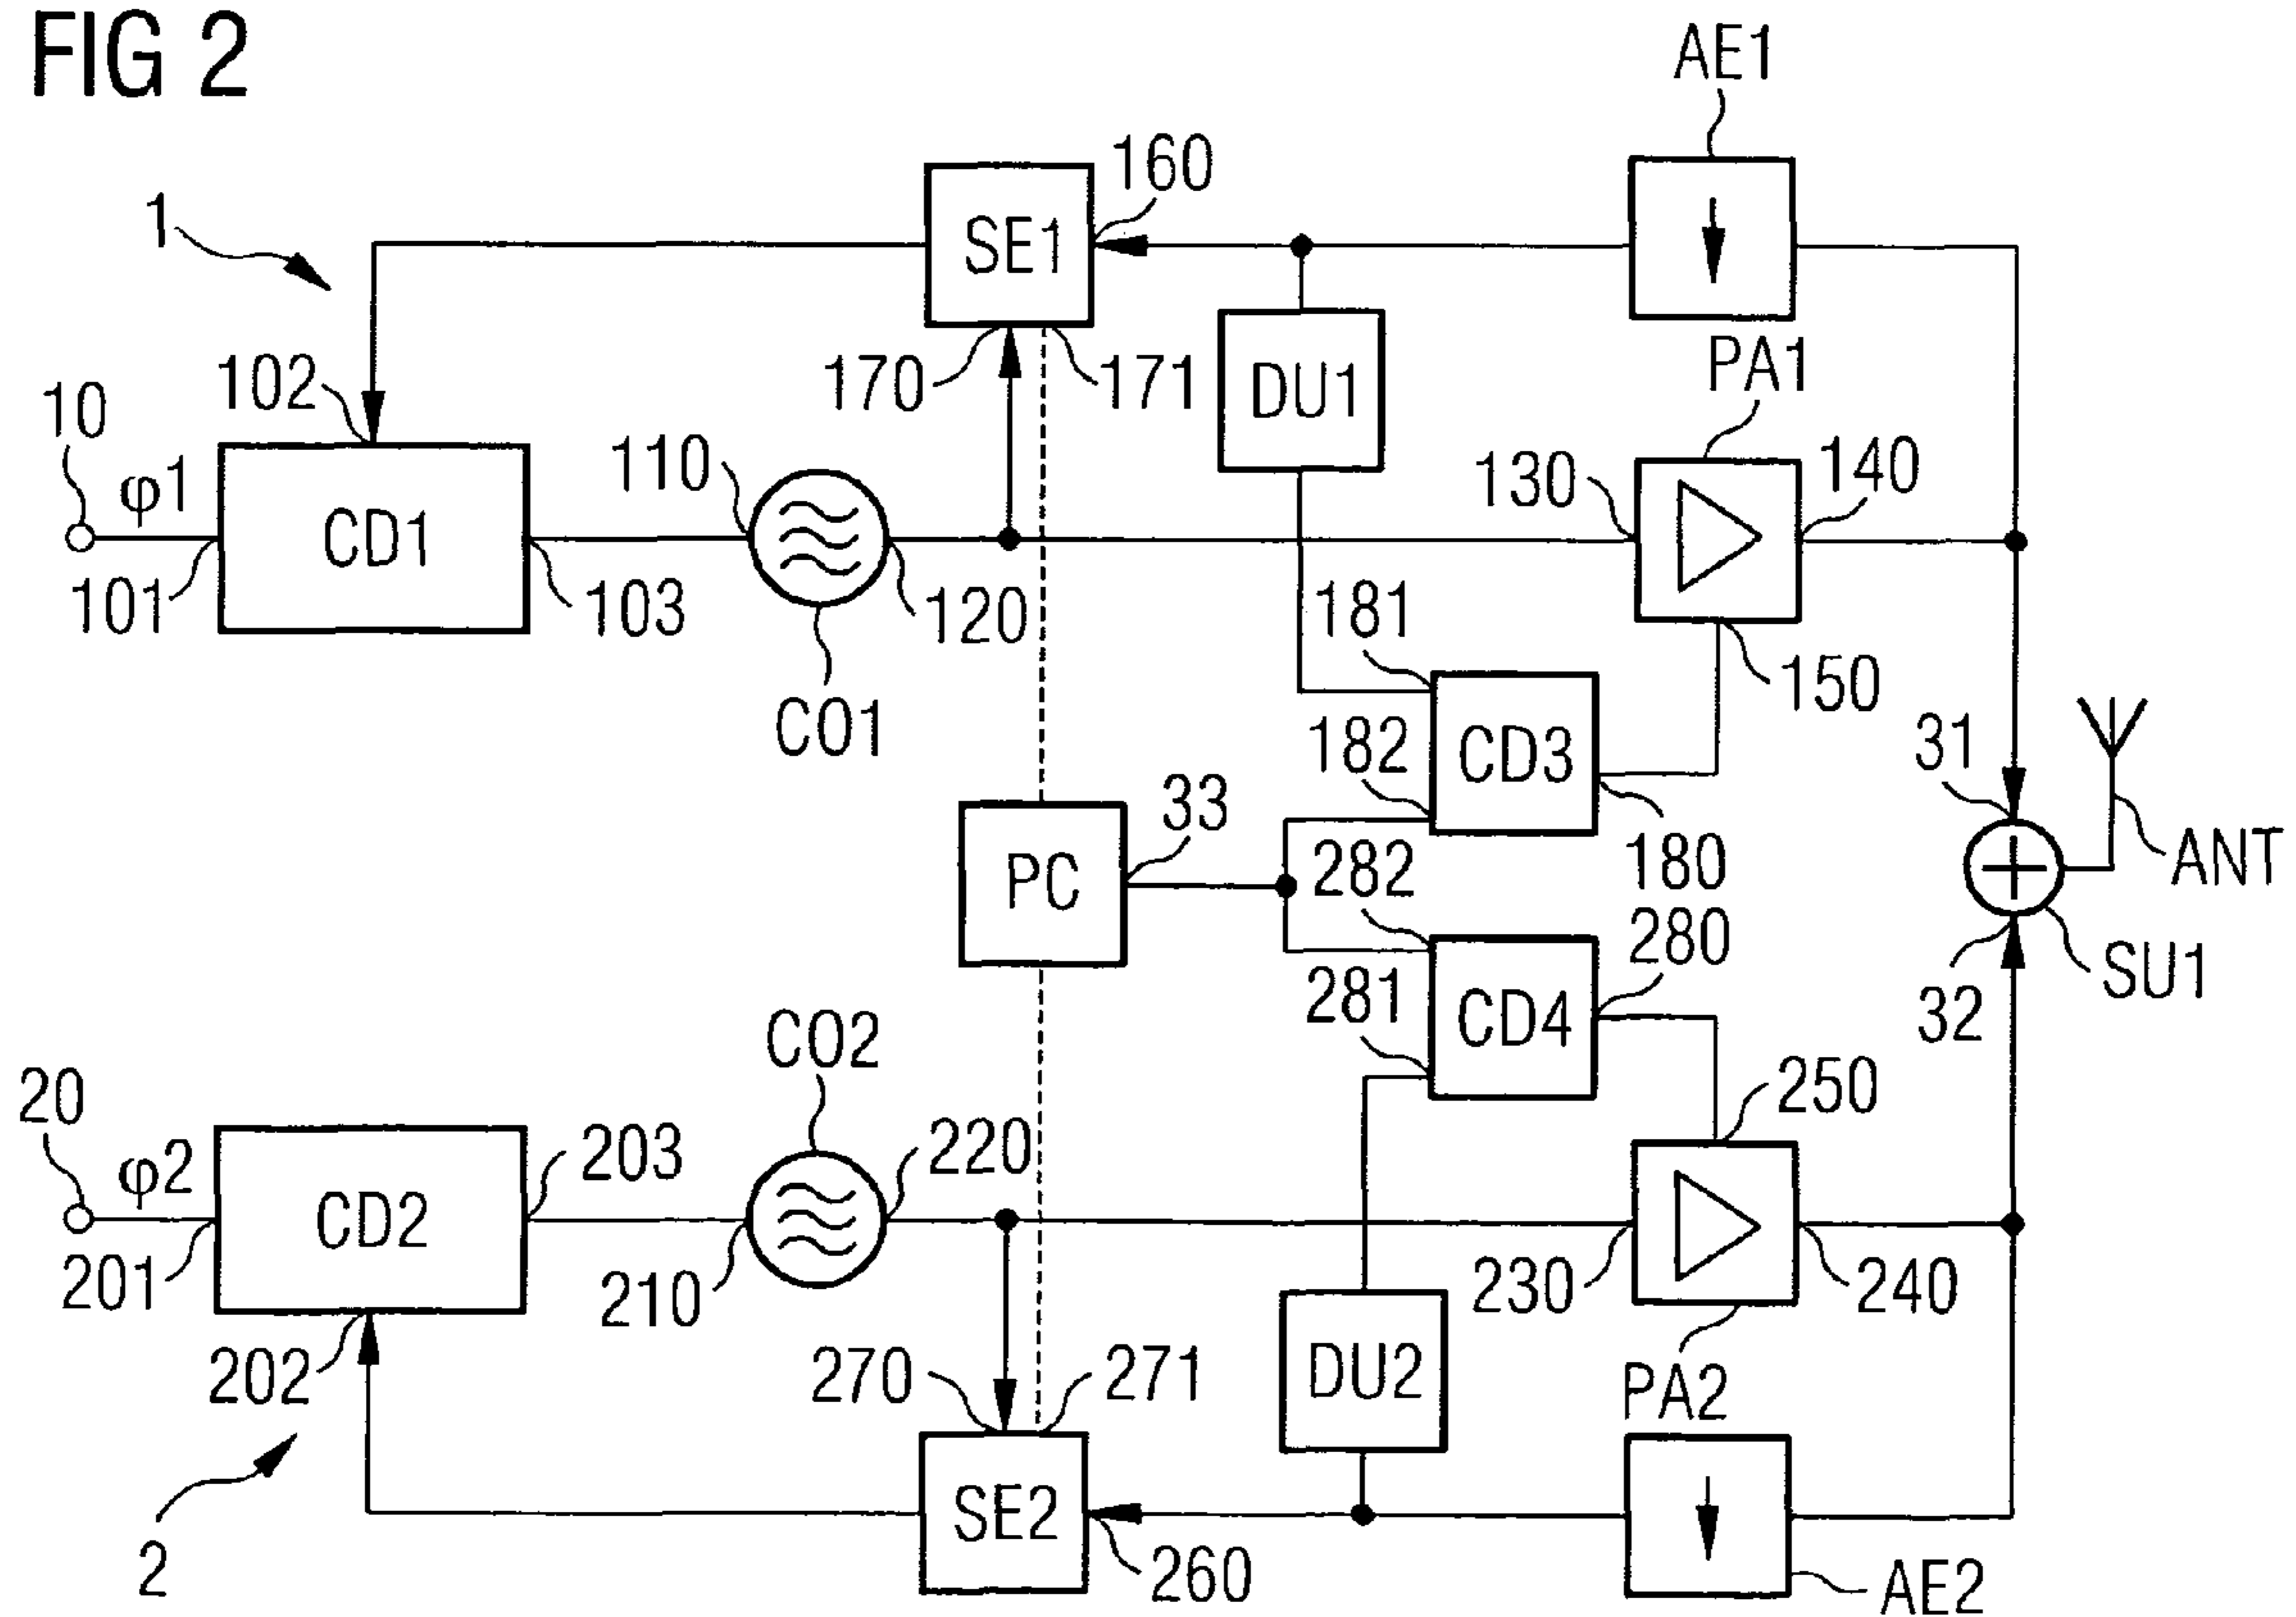 FIG 2
AE1
160
1
SE1
PA1
170
171
DU1
102
10
φ1
110
130
140
CD1
101
103
120
181
150
CO1
182
CD3
31
33
PC
282
180
ANT
280
281
CD4
SU1
32
CO2
250
20
φ2
203
220
CD2
201
210
230
240
202
270
271
DU2
PA2
SE2
2
260
AE2